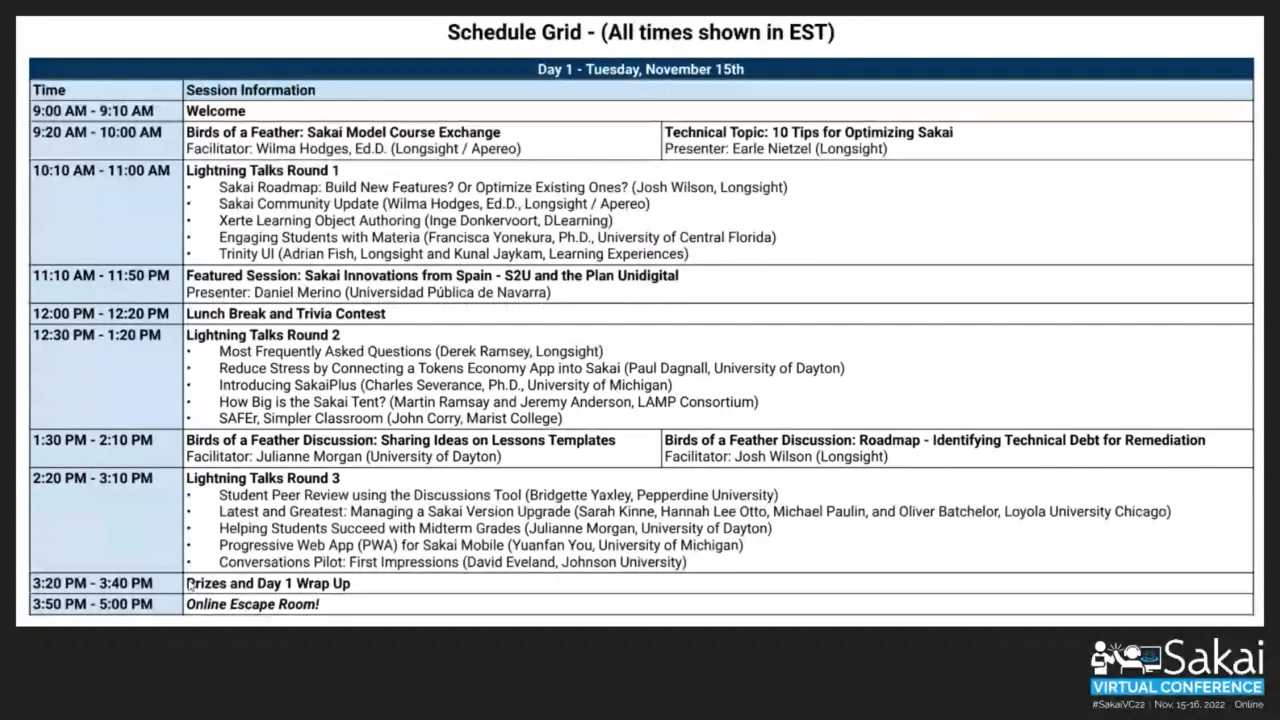 Schedule Grid - (All times shown in EST)
Day 1 - Tuesday, November 15th
Time Session Information
9:00 AM - 9:10 AM Welcome
9:20 AM - 10:00 AM Birds of a Feather: Sakai Model Course Exchange Technical Topic: 10 Tips for Optimizing Sakai
Facilitator: Wilma Hodges, Ed.D. (Longsight / Apereo) Presenter: Earle Nietzel (Longsight)
10:10 AM - 11:00 AM Lightning Talks Round 1
• Sakai Roadmap: Build New Features? Or Optimize Existing Ones? (Josh Wilson, Longsight)
• Sakai Community Update (Wilma Hodges, Ed.D., Longsight / Apereo)
• Xerte Learning Object Authoring (Inge Donkervoort, DLearning)
• Engaging Students with Materia (Francisca Yonekura, Ph.D., University of Central Florida)
• Trinity UI (Adrian Fish, Longsight and Kunal Jaykam, Learning Experiences)
11:10 AM - 11:50 PM Featured Session: Sakai Innovations from Spain - S2U and the Plan Unidigital
Presenter: Daniel Merino (Universidad Pública de Navarra)
12:00 PM - 12:20 PM Lunch Break and Trivia Contest
12:30 PM - 1:20 PM Lightning Talks Round 2
• Most Frequently Asked Questions (Derek Ramsey, Longsight)
• Reduce Stress by Connecting a Tokens Economy App into Sakai (Paul Dagnall, University of Dayton)
• Introducing SakaiPlus (Charles Severance, Ph.D., University of Michigan)
• How Big is the Sakai Tent? (Martin Ramsay and Jeremy Anderson, LAMP Consortium)
• SAFEr, Simpler Classroom (John Corry, Marist College)
1:30 PM - 2:10 PM Birds of a Feather Discussion: Sharing Ideas on Lessons Templates Birds of a Feather Discussion: Roadmap - Identifying Technical Debt for Remediation
Facilitator: Julianne Morgan (University of Dayton) Facilitator: Josh Wilson (Longsight)
2:20 PM - 3:10 PM Lightning Talks Round 3
• Student Peer Review using the Discussions Tool (Bridgette Yaxley, Pepperdine University)
• Latest and Greatest: Managing a Sakai Version Upgrade (Sarah Kinne, Hannah Lee Otto, Michael Paulin, and Oliver Batchelor, Loyola University Chicago)
• Helping Students Succeed with Midterm Grades (Julianne Morgan, University of Dayton)
• Progressive Web App (PWA) for Sakai Mobile (Yuanfan You, University of Michigan)
• Conversations Pilot: First Impressions (David Eveland, Johnson University)
3:20 PM - 3:40 PM Prizes and Day 1 Wrap Up
3:50 PM - 5:00 PM Online Escape Room!
Sakai
VIRTUAL CONFERENCE
#SakaiVC22 | Nov. 15-16, 2022 | Online